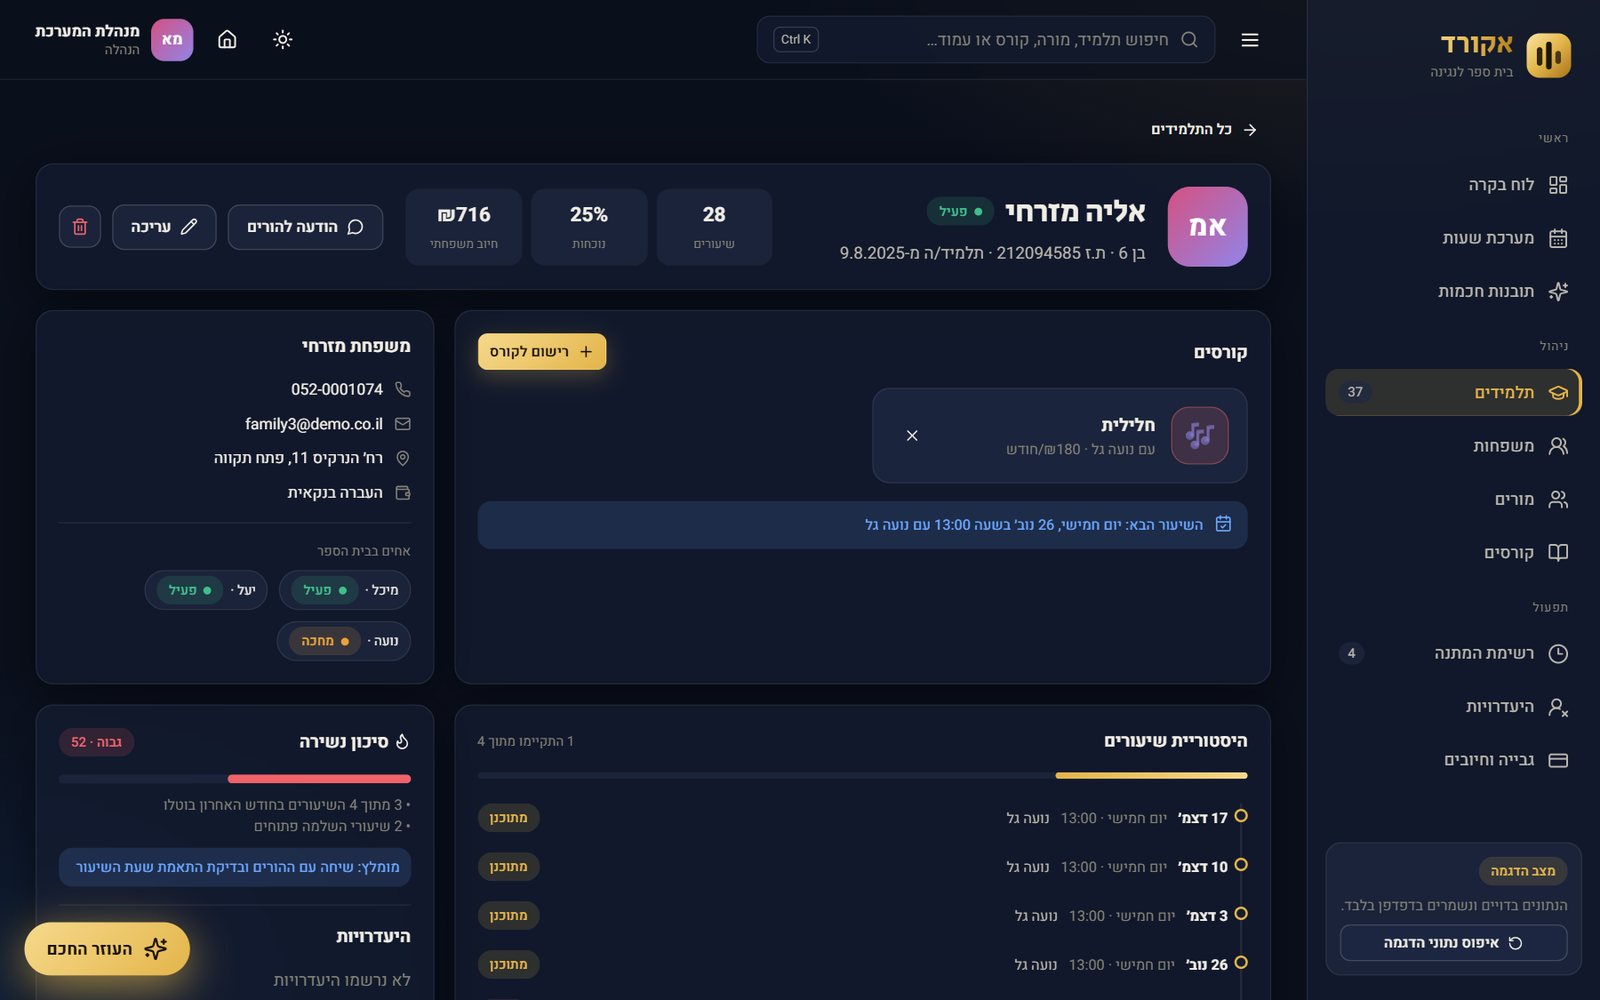 אקורד
בית ספר לנגינה
ראשי
לוח בקרה
מערכת שעות
תובנות חכמות
ניהול
תלמידים 37
משפחות
מורים
קורסים
תפעול
רשימת המתנה 4
היעדרויות
גבייה וחיובים
מצב הדגמה
הנתונים בדויים ונשמרים בדפדפן בלבד.
איפוס נתוני הדגמה
חיפוש תלמיד, מורה, קורס או עמוד... Ctrl K
מא
מנהלת המערכת
הנהלה
כל התלמידים
אמ
אליה מזרחי פעיל
בן 6 · ת.ז 212094585 · תלמיד/ה מ-9.8.2025
28
שיעורים
25%
נוכחות
₪716
חיוב משפחתי
הודעה להורים
עריכה
קורסים
רישום לקורס
חלילית
עם נועה גל · ₪180/חודש
השיעור הבא: יום חמישי, 26 נוב׳ בשעה 13:00 עם נועה גל
משפחת מזרחי
052-0001074
family3@demo.co.il
רח׳ הנרקיס 11, פתח תקווה
העברה בנקאית
אחים בבית הספר
מיכל · פעיל
יעל · פעיל
נועה · מחכה
היסטוריית שיעורים
1 התקיימו מתוך 4
17 דצמ׳ יום חמישי · 13:00 נועה גל מתוכנן
10 דצמ׳ יום חמישי · 13:00 נועה גל מתוכנן
3 דצמ׳ יום חמישי · 13:00 נועה גל מתוכנן
26 נוב׳ יום חמישי · 13:00 נועה גל מתוכנן
סיכון נשירה
גבוה · 52
• 3 מתוך 4 השיעורים בחודש האחרון בוטלו
• 2 שיעורי השלמה פתוחים
מומלץ: שיחה עם ההורים ובדיקת התאמת שעת השיעור
היעדרויות
לא נרשמו היעדרויות
העוזר החכם